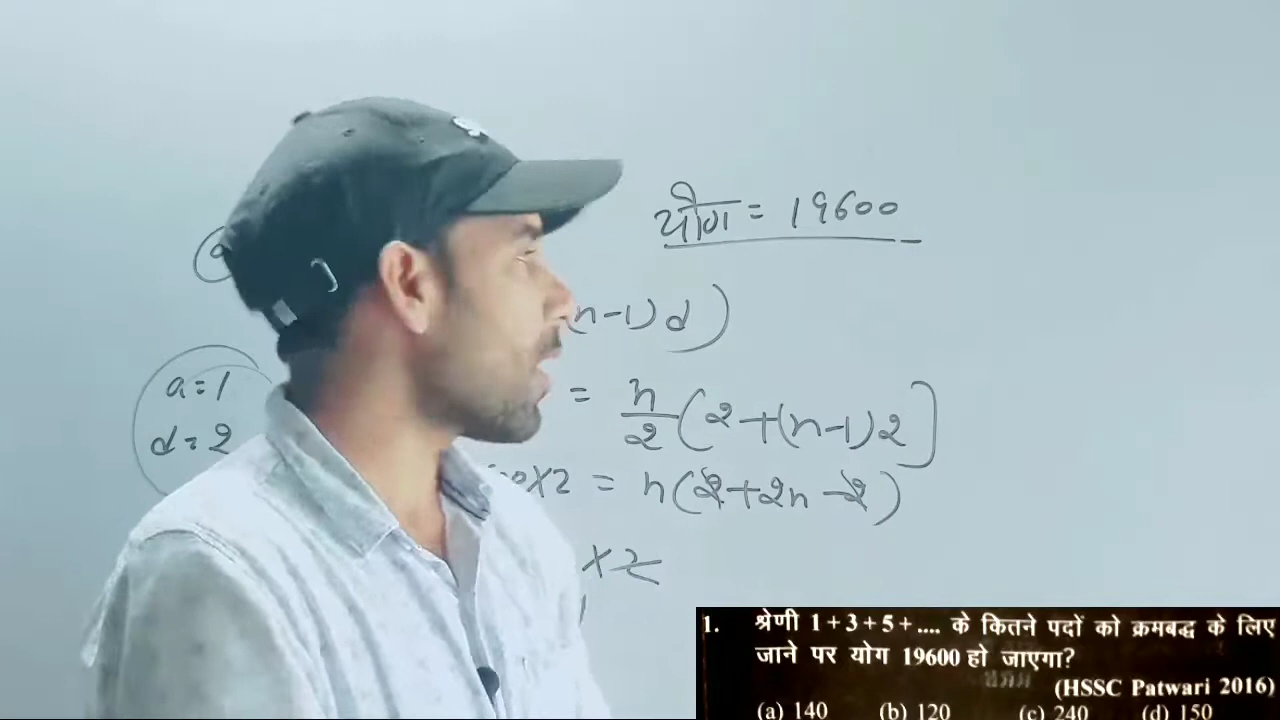 योग = 19600
(n-1)d)
a=1
= n/2 (2+(n-1)2]
d=2
×2 = n(2+2n-2)
×2
1. श्रेणी 1+3+5+.... के कितने पदों को क्रमबद्ध के लिए
जाने पर योग 19600 हो जाएगा?
(HSSC Patwari 2016)
(a) 140 (b) 120 (c) 240 (d) 150